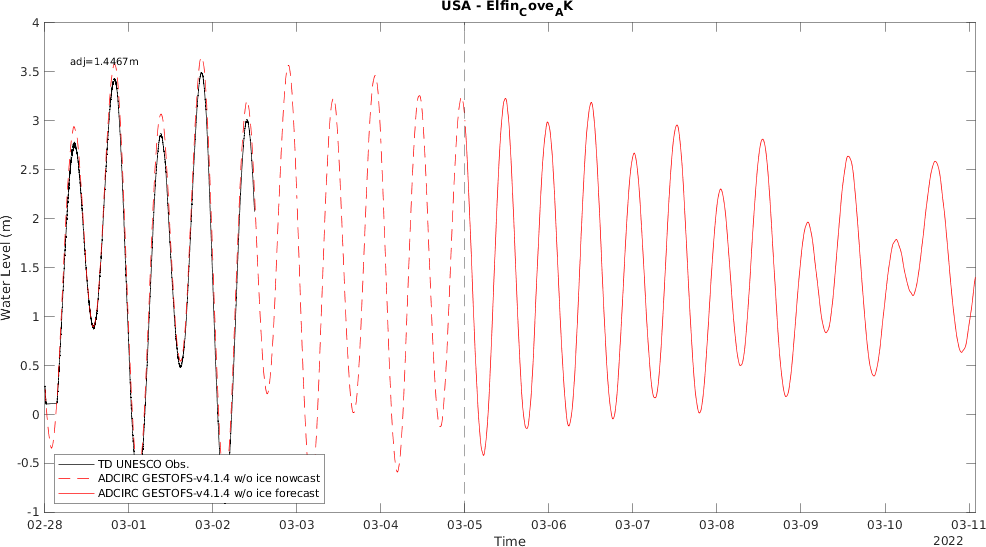 USA - ElfinCoveAK
4
adj=1.4467m
3.5
3
2.5
2
1.5
1
0.5
0
-0.5
-1
Water Level (m)
TD UNESCO Obs.
ADCIRC GESTOFS-v4.1.4 w/o ice nowcast
ADCIRC GESTOFS-v4.1.4 w/o ice forecast
02-28 03-01 03-02 03-03 03-04 03-05 03-06 03-07 03-08 03-09 03-10 03-11
Time
2022